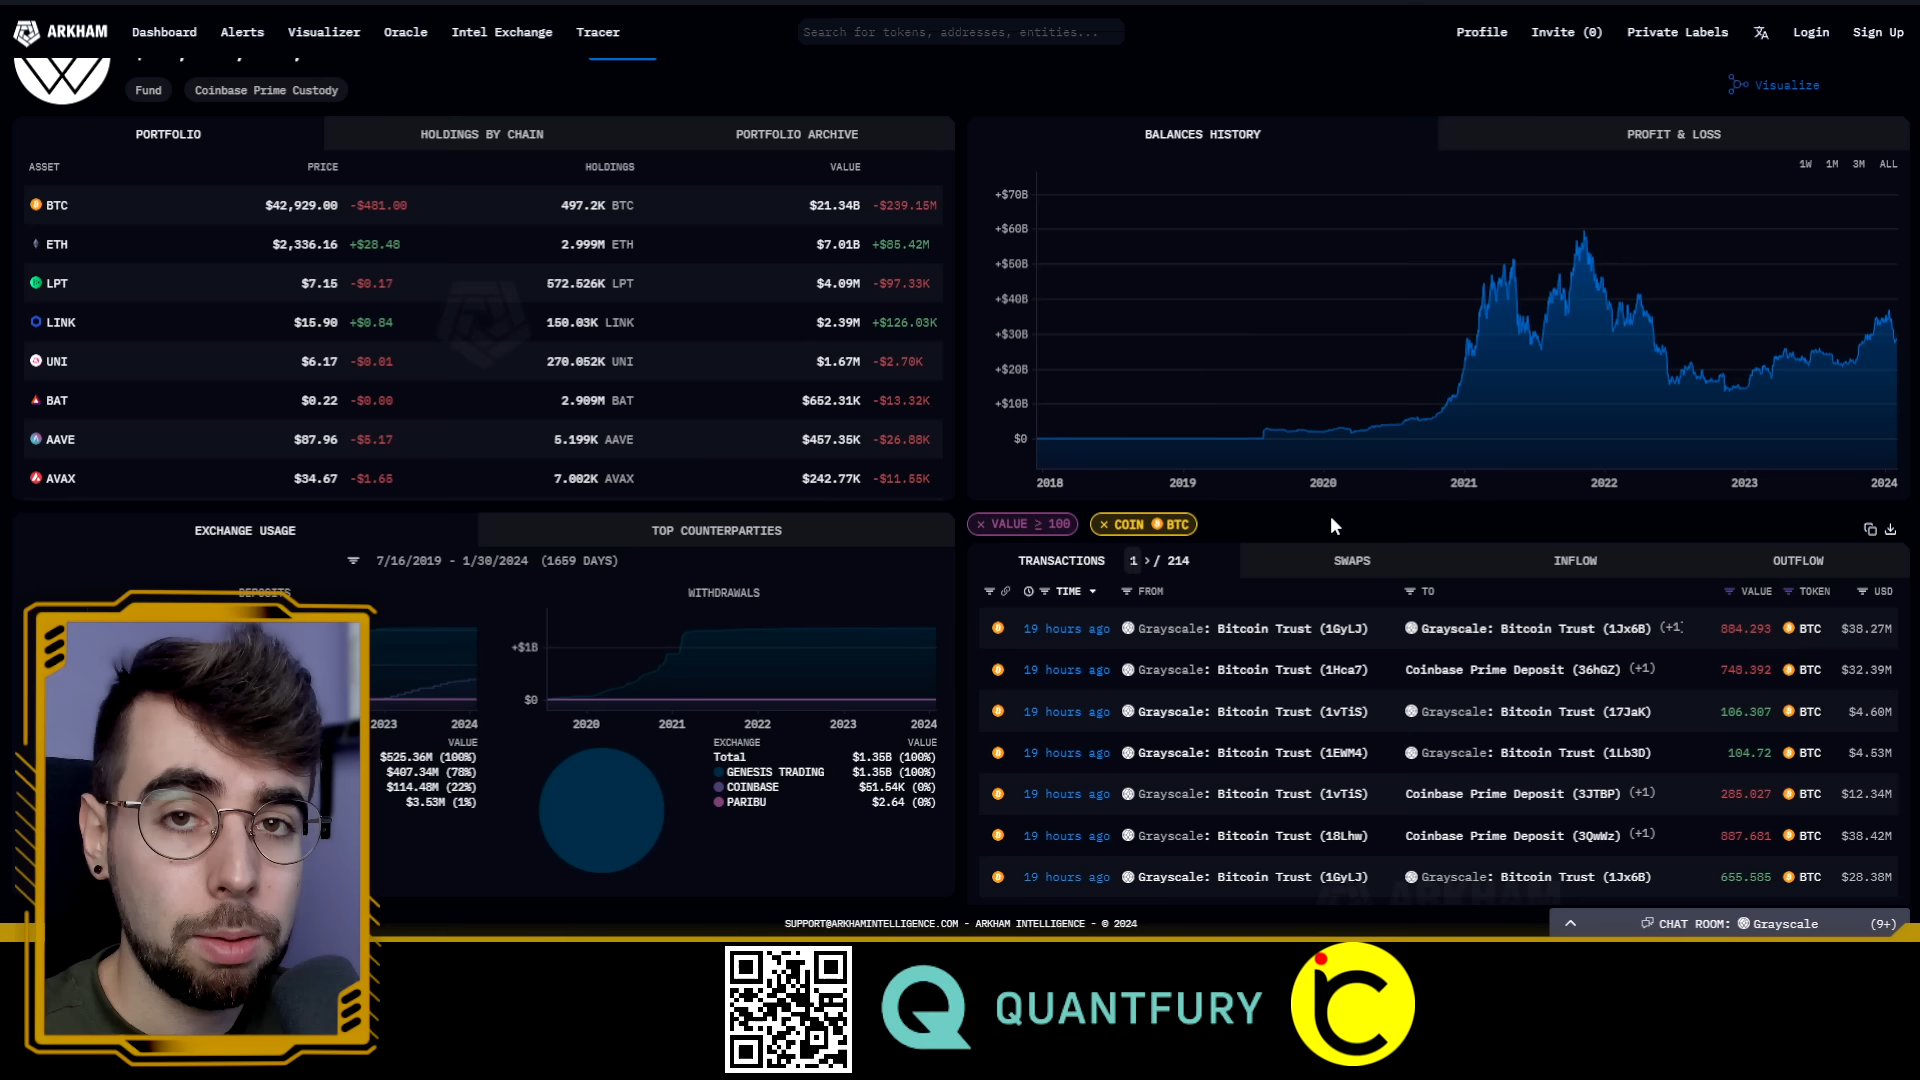 ARKHAM Dashboard Alerts Visualizer Oracle Intel Exchange Tracer Search for tokens, addresses, entities... Profile Invite (0) Private Labels Login Sign Up
Fund Coinbase Prime Custody Visualize
PORTFOLIO HOLDINGS BY CHAIN PORTFOLIO ARCHIVE
ASSET PRICE HOLDINGS VALUE
BTC $42,929.00 -$481.00 497.2K BTC $21.34B -$239.15M
ETH $2,336.16 +$28.48 2.999M ETH $7.01B +$85.42M
LPT $7.15 -$0.17 572.526K LPT $4.09M -$97.33K
LINK $15.90 +$0.84 150.03K LINK $2.39M +$126.03K
UNI $6.17 -$0.01 270.052K UNI $1.67M -$2.70K
BAT $0.22 -$0.00 2.909M BAT $652.31K -$13.32K
AAVE $87.96 -$5.17 5.199K AAVE $457.35K -$26.88K
AVAX $34.67 -$1.65 7.002K AVAX $242.77K -$11.55K
BALANCES HISTORY PROFIT & LOSS
1W 1M 3M ALL
+$70B
+$60B
+$50B
+$40B
+$30B
+$20B
+$10B
$0
2018 2019 2020 2021 2022 2023 2024
EXCHANGE USAGE TOP COUNTERPARTIES
7/16/2019 - 1/30/2024 (1659 DAYS)
DEPOSITS WITHDRAWALS
+$1B
$0
2023 2024 2020 2021 2022 2023 2024
VALUE EXCHANGE VALUE
$525.36M (100%) Total $1.35B (100%)
$407.34M (78%) GENESIS TRADING $1.35B (100%)
$114.48M (22%) COINBASE $51.54K (0%)
$3.53M (1%) PARIBU $2.64 (0%)
× VALUE ≥ 100 × COIN BTC
TRANSACTIONS 1 > / 214 SWAPS INFLOW OUTFLOW
TIME FROM TO VALUE TOKEN USD
19 hours ago Grayscale: Bitcoin Trust (1GyLJ) Grayscale: Bitcoin Trust (1Jx6B) (+1) 884.293 BTC $38.27M
19 hours ago Grayscale: Bitcoin Trust (1Hca7) Coinbase Prime Deposit (36hGZ) (+1) 748.392 BTC $32.39M
19 hours ago Grayscale: Bitcoin Trust (1vTiS) Grayscale: Bitcoin Trust (17JaK) 106.307 BTC $4.60M
19 hours ago Grayscale: Bitcoin Trust (1EWM4) Grayscale: Bitcoin Trust (1Lb3D) 104.72 BTC $4.53M
19 hours ago Grayscale: Bitcoin Trust (1vTiS) Coinbase Prime Deposit (3JTBP) (+1) 285.027 BTC $12.34M
19 hours ago Grayscale: Bitcoin Trust (18Lhw) Coinbase Prime Deposit (3QwWz) (+1) 887.681 BTC $38.42M
19 hours ago Grayscale: Bitcoin Trust (1GyLJ) Grayscale: Bitcoin Trust (1Jx6B) 655.585 BTC $28.38M
ARKHAM
SUPPORT@ARKHAMINTELLIGENCE.COM - ARKHAM INTELLIGENCE - © 2024
CHAT ROOM: Grayscale (9+)
QUANTFURY